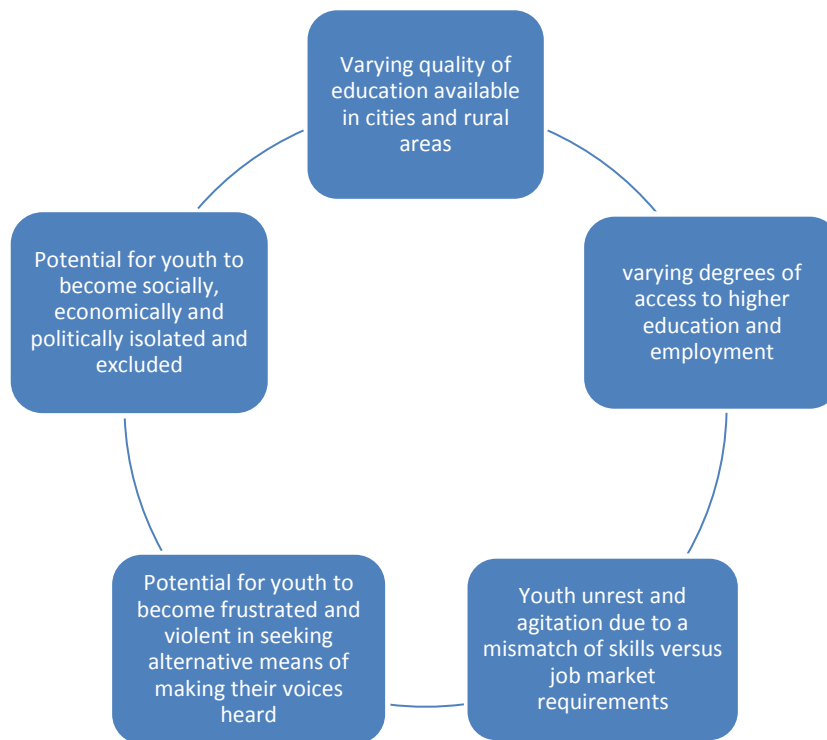 Varying quality of
education available
in cities and rural
areas
varying degrees of
access to higher
education and
employment
Youth unrest and
agitation due to a
mismatch of skills versus
job market
requirements
Potential for youth to
become frustrated and
violent in seeking
alternative means of
making their voices
heard
Potential for youth to
become socially,
economically and
politically isolated and
excluded